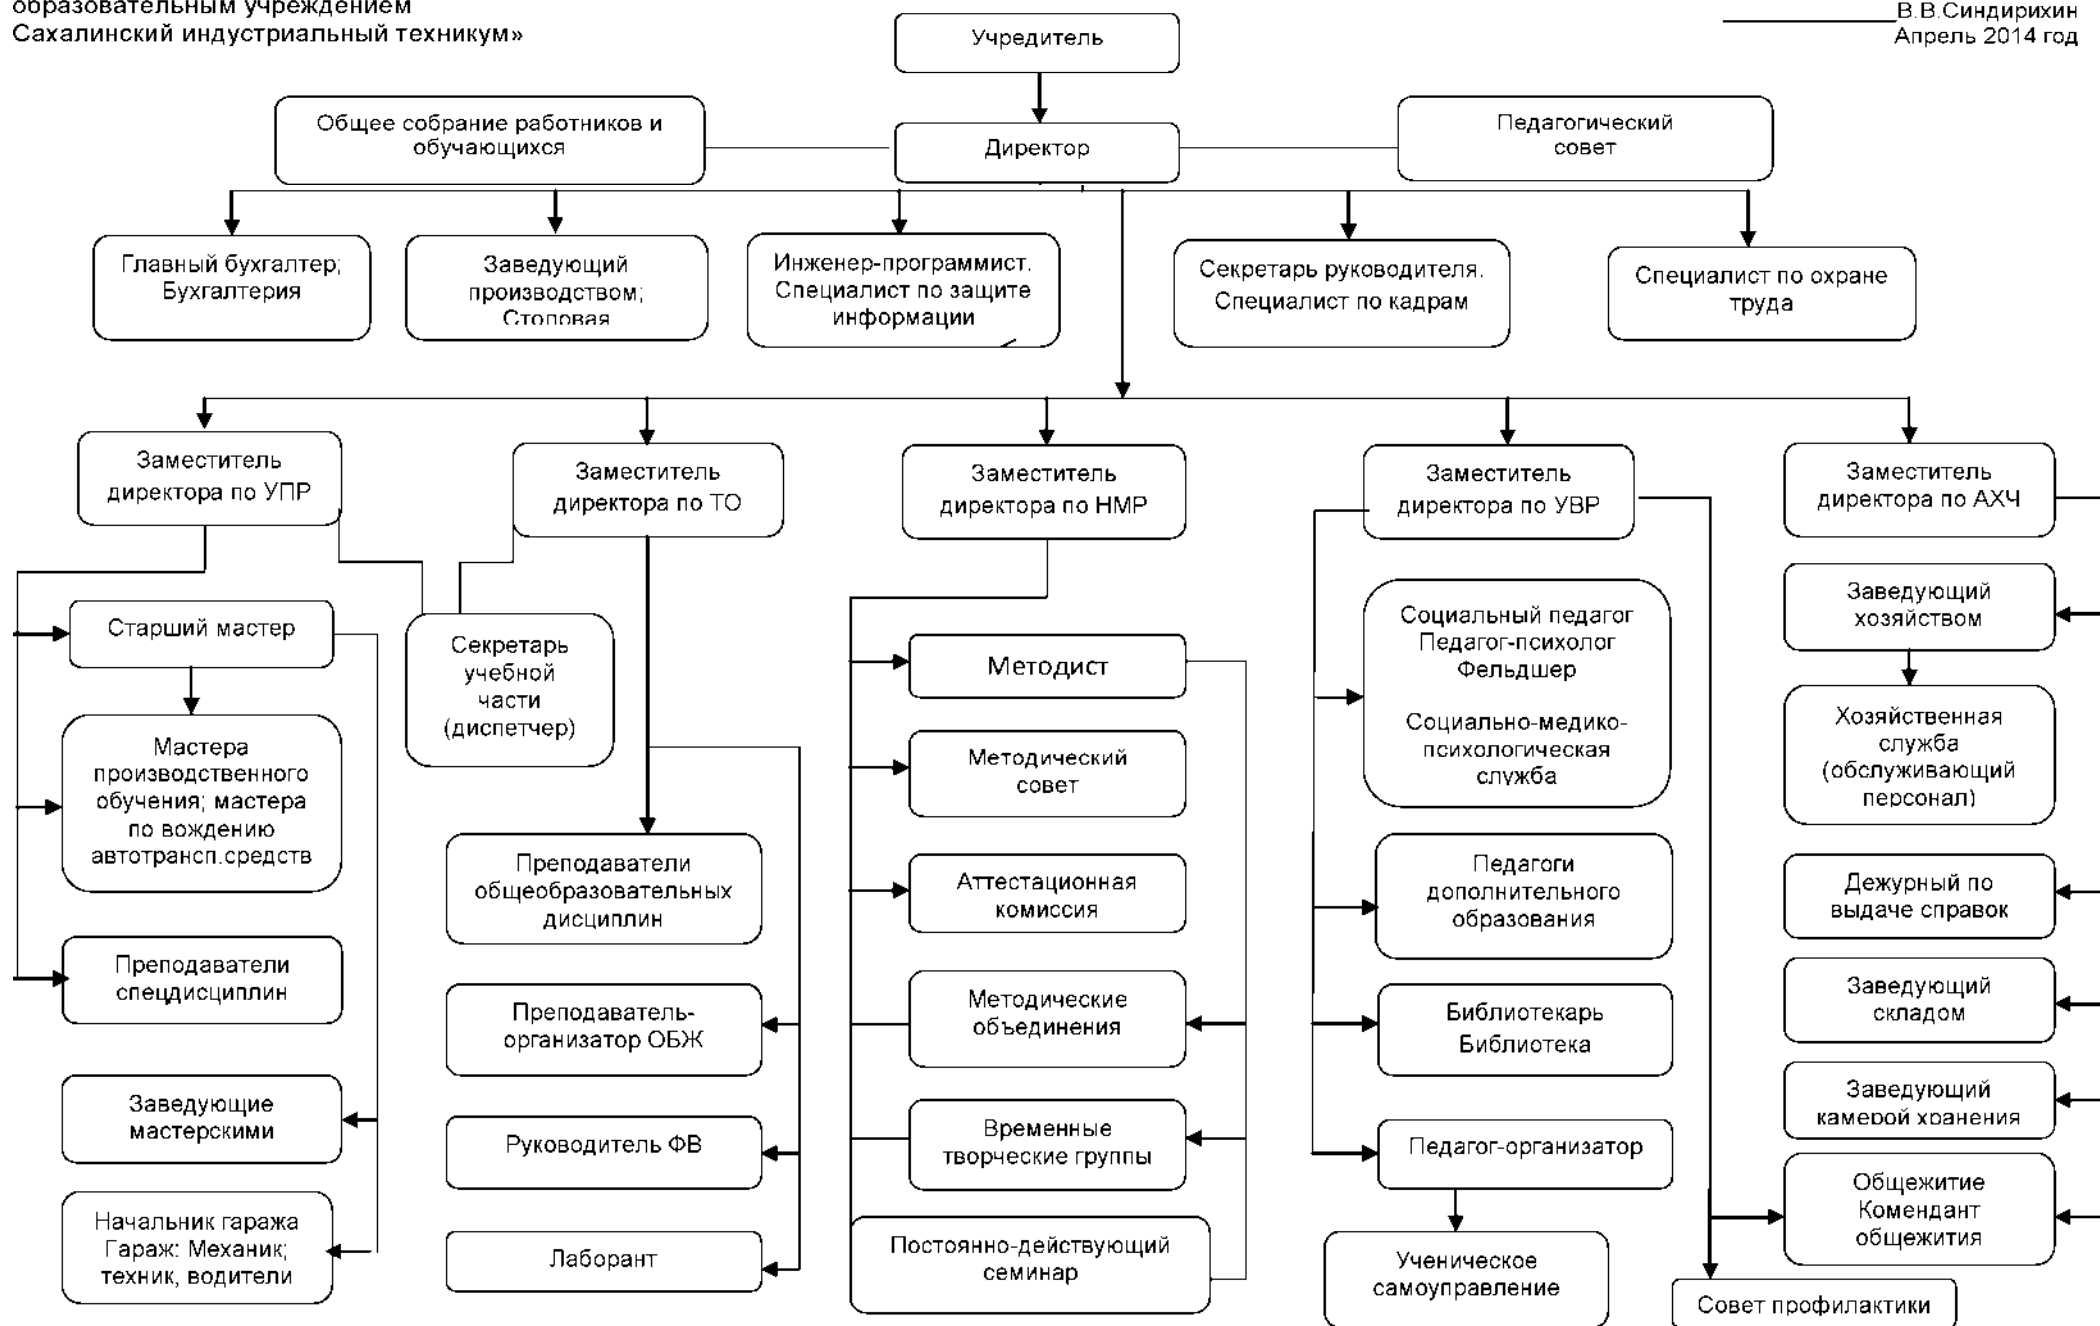 образовательным учреждением
Сахалинский индустриальный техникум»
В.В.Синдирихин
Апрель 2014 год
Учредитель
Общее собрание работников и
обучающихся
Директор
Педагогический
совет
Главный бухгалтер;
Бухгалтерия
Заведующий
производством;
Столовая
Инженер-программист.
Специалист по защите
информации
Секретарь руководителя.
Специалист по кадрам
Специалист по охране
труда
Заместитель
директора по УПР
Заместитель
директора по ТО
Заместитель
директора по НМР
Заместитель
директора по УВР
Заместитель
директора по АХЧ
Старший мастер
Мастера
производственного
обучения; мастера
по вождению
автотрансп.средств
Преподаватели
спецдисциплин
Заведующие
мастерскими
Начальник гаража
Гараж: Механик;
техник, водители
Секретарь
учебной
части
(диспетчер)
Преподаватели
общеобразовательных
дисциплин
Преподаватель-
организатор ОБЖ
Руководитель ФВ
Лаборант
Методист
Методический
совет
Аттестационная
комиссия
Методические
объединения
Временные
творческие группы
Постоянно-действующий
семинар
Социальный педагог
Педагог-психолог
Фельдшер
Социально-медико-
психологическая
служба
Педагоги
дополнительного
образования
Библиотекарь
Библиотека
Педагог-организатор
Ученическое
самоуправление
Заведующий
хозяйством
Хозяйственная
служба
(обслуживающий
персонал)
Дежурный по
выдаче справок
Заведующий
складом
Заведующий
камерой хранения
Общежитие
Комендант
общежития
Совет профилактики